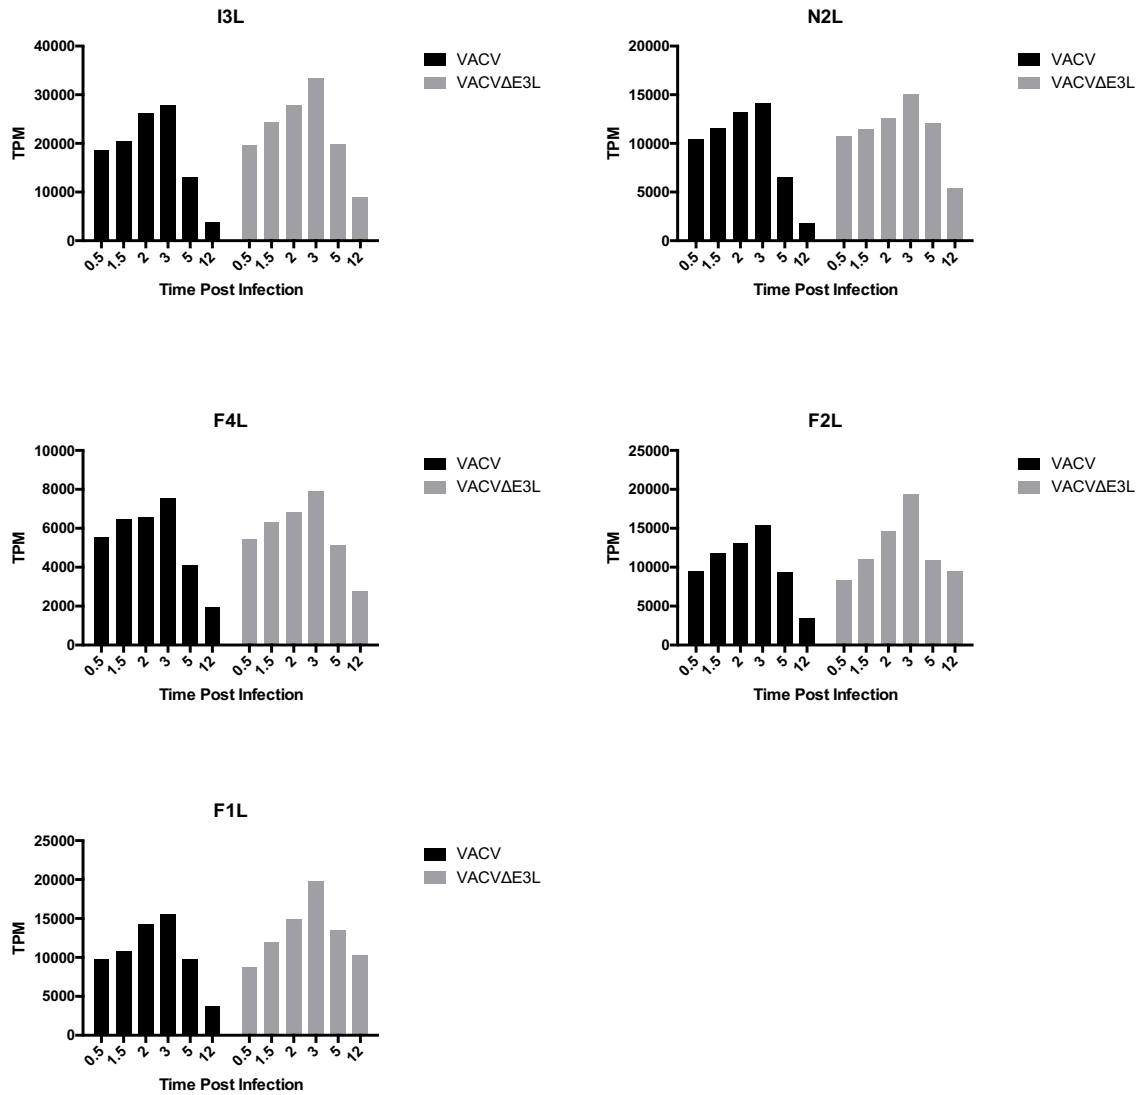 I3L
40000
30000
20000
10000
0
TPM
0.5 1.5 2 3 5 12 0.5 1.5 2 3 5 12
Time Post Infection
VACV
VACVΔE3L
N2L
20000
15000
10000
5000
0
TPM
0.5 1.5 2 3 5 12 0.5 1.5 2 3 5 12
Time Post Infection
VACV
VACVΔE3L
F4L
10000
8000
6000
4000
2000
0
TPM
0.5 1.5 2 3 5 12 0.5 1.5 2 3 5 12
Time Post Infection
VACV
VACVΔE3L
F2L
25000
20000
15000
10000
5000
0
TPM
0.5 1.5 2 3 5 12 0.5 1.5 2 3 5 12
Time Post Infection
VACV
VACVΔE3L
F1L
25000
20000
15000
10000
5000
0
TPM
0.5 1.5 2 3 5 12 0.5 1.5 2 3 5 12
Time Post Infection
VACV
VACVΔE3L